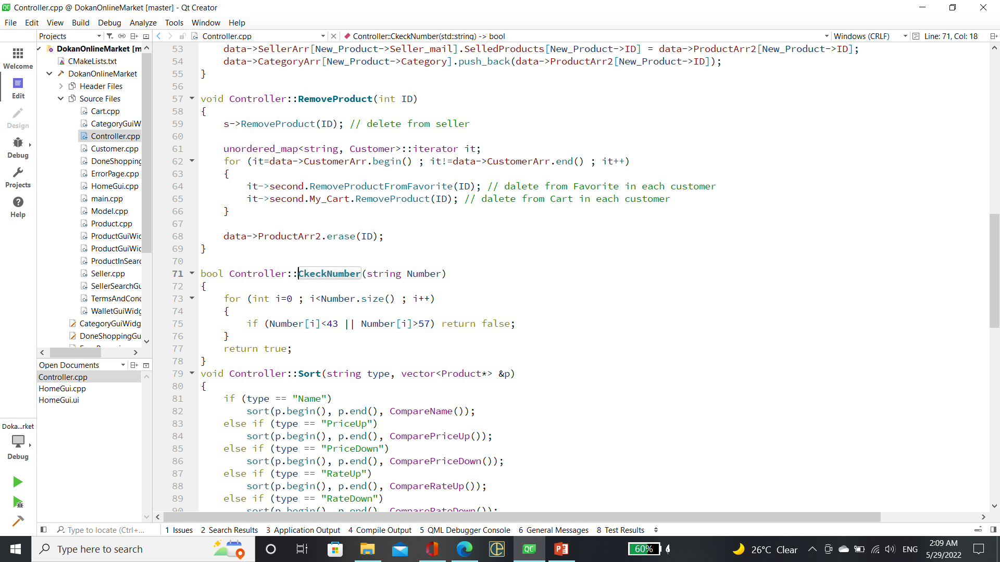 Controller.cpp @ DokanOnlineMarket [master] - Qt Creator
File Edit View Build Debug Analyze Tools Window Help
Projects
Controller.cpp
Controller::CkeckNumber(std::string) -> bool
Windows (CRLF)
Line: 71, Col: 18
Welcome
Edit
Design
Debug
Projects
Help
DokanOnlineMarket [m
CMakeLists.txt
DokanOnlineMarket
Header Files
Source Files
Cart.cpp
CategoryGuiW
Controller.cpp
Customer.cpp
DoneShopping
ErrorPage.cpp
HomeGui.cpp
main.cpp
Model.cpp
Product.cpp
ProductGuiWid
ProductGuiWid
ProductInSearc
Seller.cpp
SellerSearchGu
TermsAndCond
WalletGuiWidg
CategoryGuiWidg
DoneShoppingGu
Open Documents
Controller.cpp
HomeGui.cpp
HomeGui.ui
Doka...rket
Debug
53 data->SellerArr[New_Product->Seller_mail].SelledProducts[New_Product->ID] = data->ProductArr2[New_Product->ID];
54 data->CategoryArr[New_Product->Category].push_back(data->ProductArr2[New_Product->ID]);
55 }
56
57 void Controller::RemoveProduct(int ID)
58 {
59 s->RemoveProduct(ID); // delete from seller
60
61 unordered_map<string, Customer>::iterator it;
62 for (it=data->CustomerArr.begin() ; it!=data->CustomerArr.end() ; it++)
63 {
64 it->second.RemoveProductFromFavorite(ID); // dalete from Favorite in each customer
65 it->second.My_Cart.RemoveProduct(ID); // dalete from Cart in each customer
66 }
67
68 data->ProductArr2.erase(ID);
69 }
70
71 bool Controller::CkeckNumber(string Number)
72 {
73 for (int i=0 ; i<Number.size() ; i++)
74 {
75 if (Number[i]<43 || Number[i]>57) return false;
76 }
77 return true;
78 }
79 void Controller::Sort(string type, vector<Product*> &p)
80 {
81 if (type == "Name")
82 sort(p.begin(), p.end(), CompareName());
83 else if (type == "PriceUp")
84 sort(p.begin(), p.end(), ComparePriceUp());
85 else if (type == "PriceDown")
86 sort(p.begin(), p.end(), ComparePriceDown());
87 else if (type == "RateUp")
88 sort(p.begin(), p.end(), CompareRateUp());
89 else if (type == "RateDown")
90 sort(p.begin(), p.end(), CompareRateDown());
Type to locate (Ctrl+...
1 Issues 2 Search Results 3 Application Output 4 Compile Output 5 QML Debugger Console 6 General Messages 8 Test Results
Type here to search
60%
26°C Clear
ENG
2:09 AM
5/29/2022